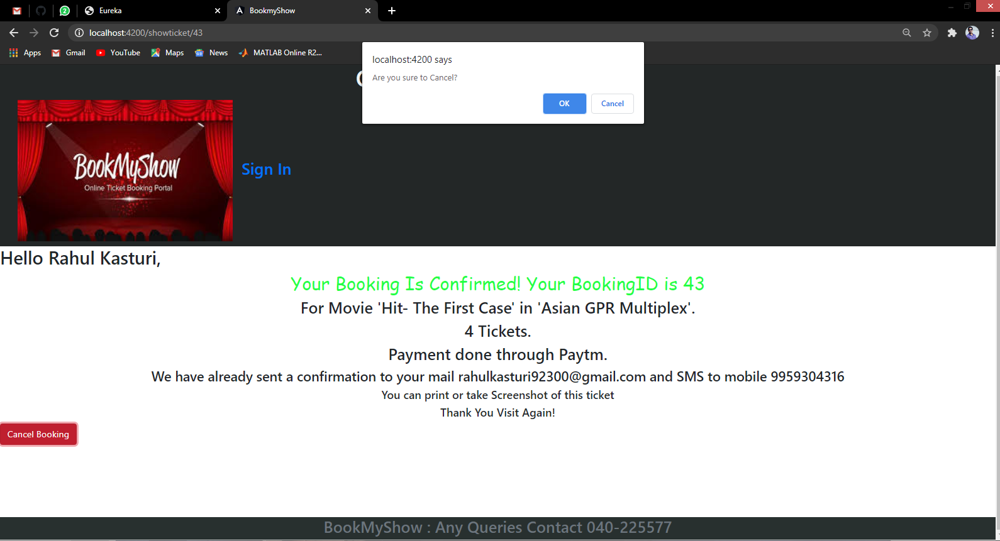 2
Eureka
BookmyShow
localhost:4200/showticket/43
Apps
Gmail
YouTube
Maps
News
MATLAB Online R2...
localhost:4200 says
Are you sure to Cancel?
OK
Cancel
BookMyShow
Online Ticket Booking Portal
Sign In
Hello Rahul Kasturi,
Your Booking Is Confirmed! Your BookingID is 43
For Movie 'Hit- The First Case' in 'Asian GPR Multiplex'.
4 Tickets.
Payment done through Paytm.
We have already sent a confirmation to your mail rahulkasturi92300@gmail.com and SMS to mobile 9959304316
You can print or take Screenshot of this ticket
Thank You Visit Again!
Cancel Booking
BookMyShow : Any Queries Contact 040-225577